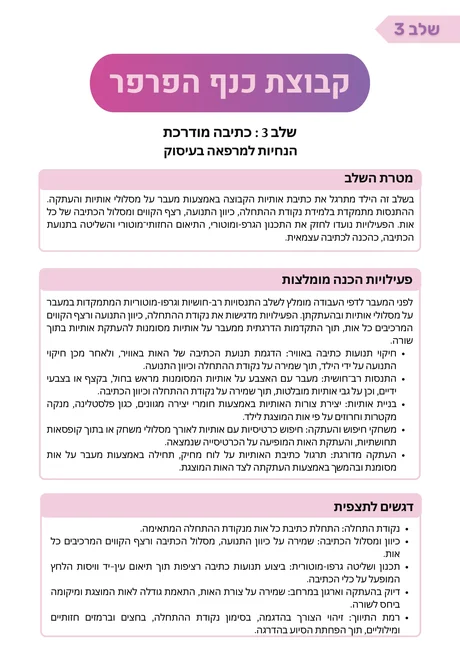 שלב 3
קבוצת כנף הפרפר
שלב 3 : כתיבה מודרכת
הנחיות למרפאה בעיסוק
מטרת השלב
בשלב זה הילד מתרגל את כתיבת אותיות הקבוצה באמצעות מעבר על מסלולי אותיות והעתקה.
ההתנסות מתמקדת בלמידת נקודת ההתחלה, כיוון התנועה, רצף הקווים ומסלול הכתיבה של כל
אות. הפעילויות נועדו לחזק את התכנון הגרפו-מוטורי, התיאום החזותי־מוטורי והשליטה בתנועת
הכתיבה, כהכנה לכתיבה עצמאית.
פעילויות הכנה מומלצות
לפני המעבר לדפי העבודה מומלץ לשלב התנסויות רב-חושיות וגרפו-מוטוריות המתמקדות במעבר
על מסלולי אותיות ובהעתקתן. הפעילויות מדגישות את נקודת ההתחלה, כיוון התנועה ורצף הקווים
המרכיבים כל אות, תוך התקדמות הדרגתית ממעבר על אותיות מסומנות להעתקת אותיות בתוך
שורה.
• חיקוי תנועות כתיבה באוויר: הדגמת תנועת הכתיבה של האות באוויר, ולאחר מכן חיקוי
התנועה על ידי הילד, תוך שמירה על נקודת ההתחלה וכיוון התנועה.
• התנסות רב־חושית: מעבר עם האצבע על אותיות המסומנות מראש בחול, בקצף או בצבעי
ידיים, וכן על גבי אותיות מובלטות, תוך שמירה על נקודת ההתחלה וכיוון הכתיבה.
• בניית אותיות: יצירת צורות האותיות באמצעות חומרי יצירה מגוונים, כגון פלסטלינה, מנקה
מקטרות וחרוזים על פי אות המוצגת לילד.
• משחקי חיפוש והעתקה: חיפוש כרטיסיות עם אותיות לאורך מסלולי משחק או בתוך קופסאות
תחושתיות, והעתקת האות המופיעה על הכרטיסייה שנמצאה.
• העתקה מדורגת: תרגול כתיבת האותיות על לוח מחיק, תחילה באמצעות מעבר על אות
מסומנת ובהמשך באמצעות העתקתה לצד האות המוצגת.
דגשים לתצפית
• נקודת התחלה: התחלת כתיבת כל אות מנקודת ההתחלה המתאימה.
• כיוון ומסלול הכתיבה: שמירה על כיוון התנועה, מסלול הכתיבה ורצף הקווים המרכיבים כל
אות.
• תכנון ושליטה גרפו-מוטורית: ביצוע תנועות כתיבה רציפות תוך תיאום עין-יד וויסות הלחץ
המופעל על כלי הכתיבה.
• דיוק בהעתקה וארגון במרחב: שמירה על צורת האות, התאמת גודלה לאות המוצגת ומיקומה
ביחס לשורה.
• רמת התיווך: זיהוי הצורך בהדגמה, בסימון נקודת ההתחלה, בחצים וברמזים חזותיים
ומילוליים, תוך הפחתת הסיוע בהדרגה.